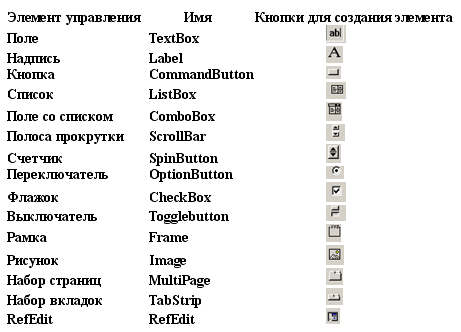 Элемент управления Имя Кнопки для создания элемента
Поле TextBox ab|
Надпись Label A
Кнопка CommandButton
Список ListBox
Поле со списком ComboBox
Полоса прокрутки ScrollBar
Счетчик SpinButton
Переключатель OptionButton
Флажок CheckBox
Выключатель Togglebutton
Рамка Frame
Рисунок Image
Набор страниц MultiPage
Набор вкладок TabStrip
RefEdit RefEdit